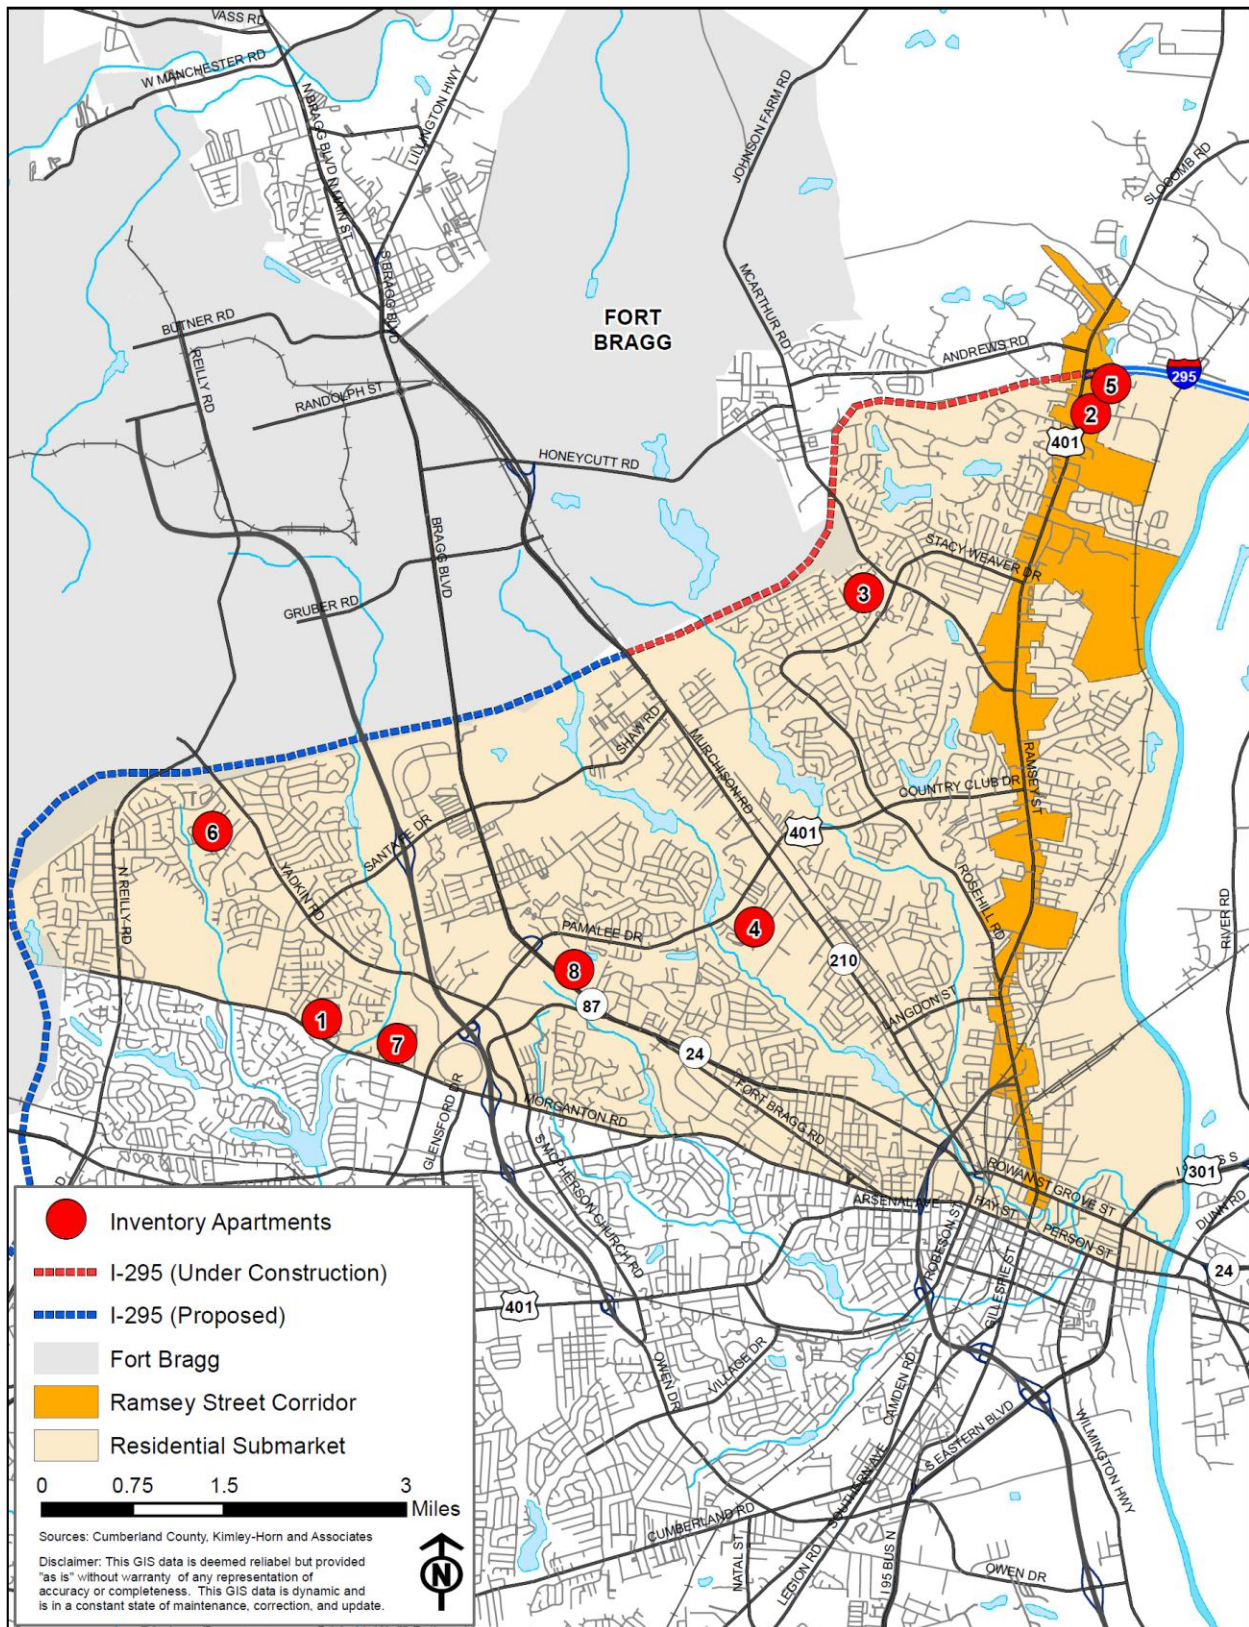 VASS RD
W MANCHESTER RD
N BRAGG BLVD
N MAIN ST
LILLINGTON HWY
S BRAGG BLVD
JOHNSON FARM RD
SLOCOMB RD
MCARTHUR RD
FORT
BRAGG
BUTNER RD
REILLY RD
RANDOLPH ST
ANDREWS RD
295
5
2
401
HONEYCUTT RD
BRAGG BLVD
STACY WEAVER DR
3
GRUBER RD
SHAW RD
MURCHISON RD
RAMSEY ST
COUNTRY CLUB DR
401
6
SANTA FE DR
YADKIN RD
N REILLY RD
ROSEHILL RD
RIVER RD
4
PAMALEE DR
210
8
87
LANGDON ST
1
7
24
FORT BRAGG RD
GLENSFORD DR
MORGANTON RD
S MCPHERSON CHURCH RD
ROWAN ST
GROVE ST
301
DUNN RD
ARSENAL AVE
HAY ST
PERSON ST
ROBESON ST
GILLESPIE ST
24
401
OWEN DR
VILLAGE DR
CAMDEN RD
S EASTERN BLVD
WILMINGTON HWY
SOUTHERN AVE
CUMBERLAND RD
NATAL ST
LEGION RD
I 95 BUS N
OWEN DR
Inventory Apartments
I-295 (Under Construction)
I-295 (Proposed)
Fort Bragg
Ramsey Street Corridor
Residential Submarket
0 0.75 1.5 3
Miles
Sources: Cumberland County, Kimley-Horn and Associates
Disclaimer: This GIS data is deemed reliabel but provided
"as is" without warranty of any representation of
accuracy or completeness. This GIS data is dynamic and
is in a constant state of maintenance, correction, and update.
N